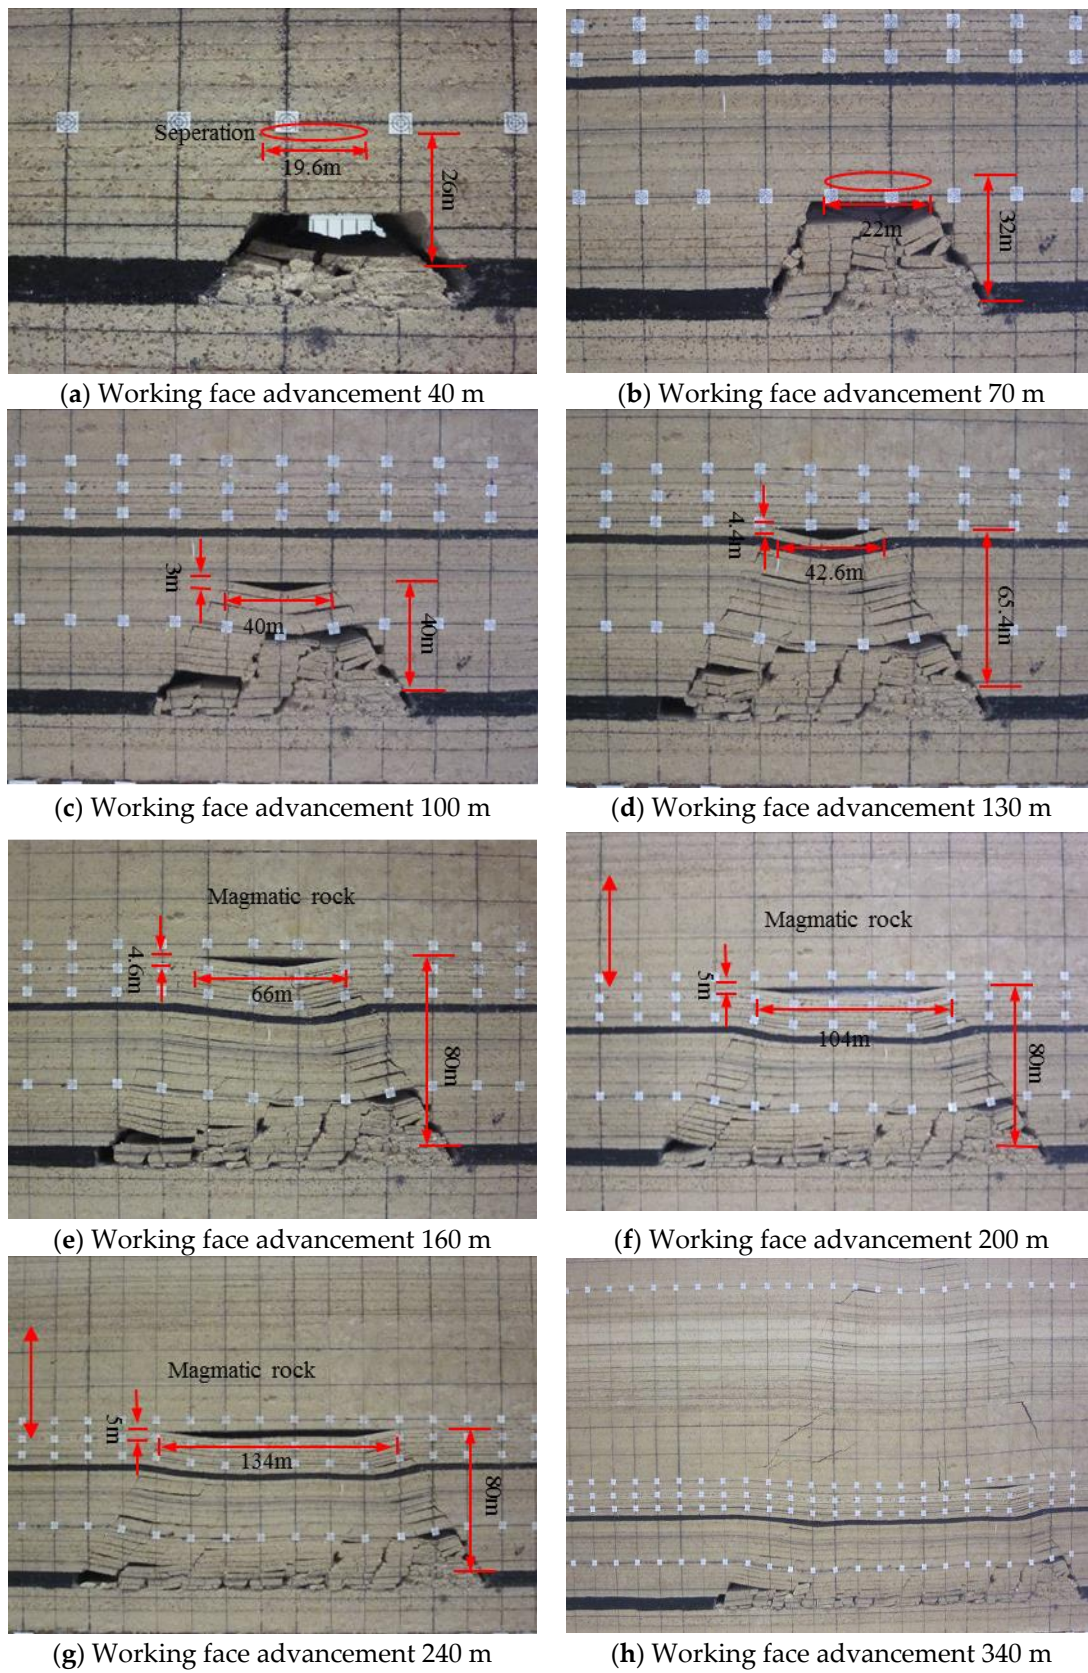 Seperation
19.6m
26m
22m
32m
(a) Working face advancement 40 m
(b) Working face advancement 70 m
3m
40m
40m
4.4m
42.6m
65.4m
(c) Working face advancement 100 m
(d) Working face advancement 130 m
Magmatic rock
4.6m
66m
80m
Magmatic rock
5m
104m
80m
(e) Working face advancement 160 m
(f) Working face advancement 200 m
Magmatic rock
5m
134m
80m
(g) Working face advancement 240 m
(h) Working face advancement 340 m